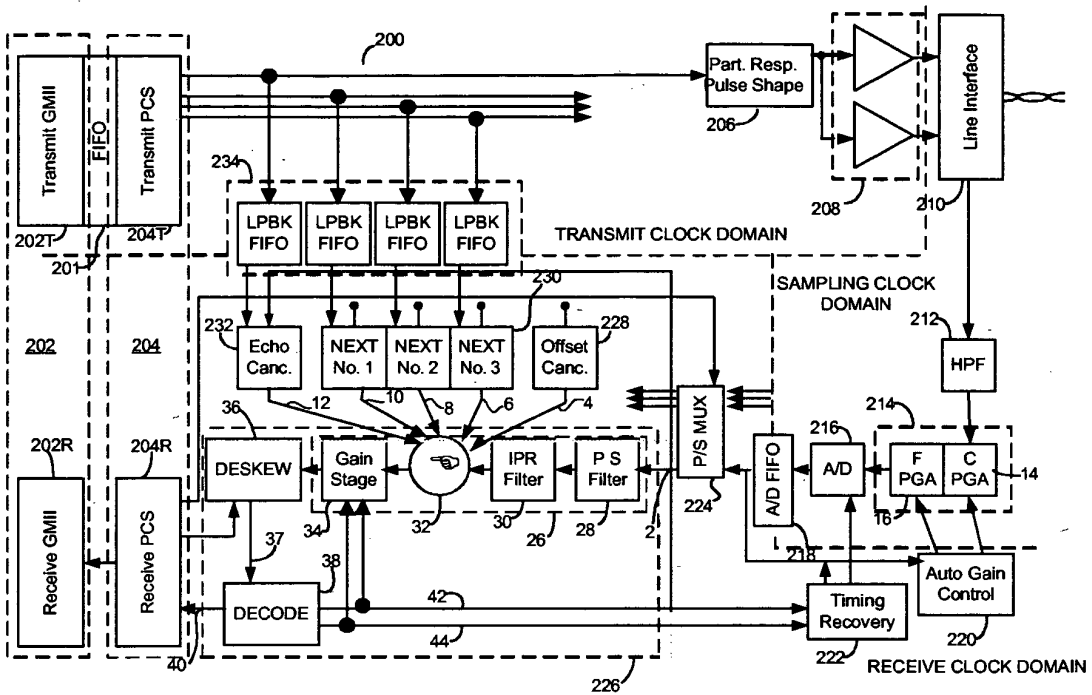 200
Transmit GMII
FIFO
Transmit PCS
202T
201
204T
Part. Resp.
Pulse Shape
206
208
Line Interface
210
234
LPBK
FIFO
LPBK
FIFO
LPBK
FIFO
LPBK
FIFO
TRANSMIT CLOCK DOMAIN
SAMPLING CLOCK
DOMAIN
230
232
Echo
Canc.
NEXT
No. 1
NEXT
No. 2
NEXT
No. 3
Offset
Canc.
228
212
HPF
202
204
12
10
8
6
4
P/S MUX
224
214
216
A/D
F
PGA
C
PGA
14
16
A/D FIFO
218
36
202R
204R
DESKEW
Gain
Stage
34
32
IPR
Filter
30
P S
Filter
28
26
2
Receive GMII
Receive PCS
37
38
DECODE
40
42
44
Timing
Recovery
222
Auto Gain
Control
220
226
RECEIVE CLOCK DOMAIN